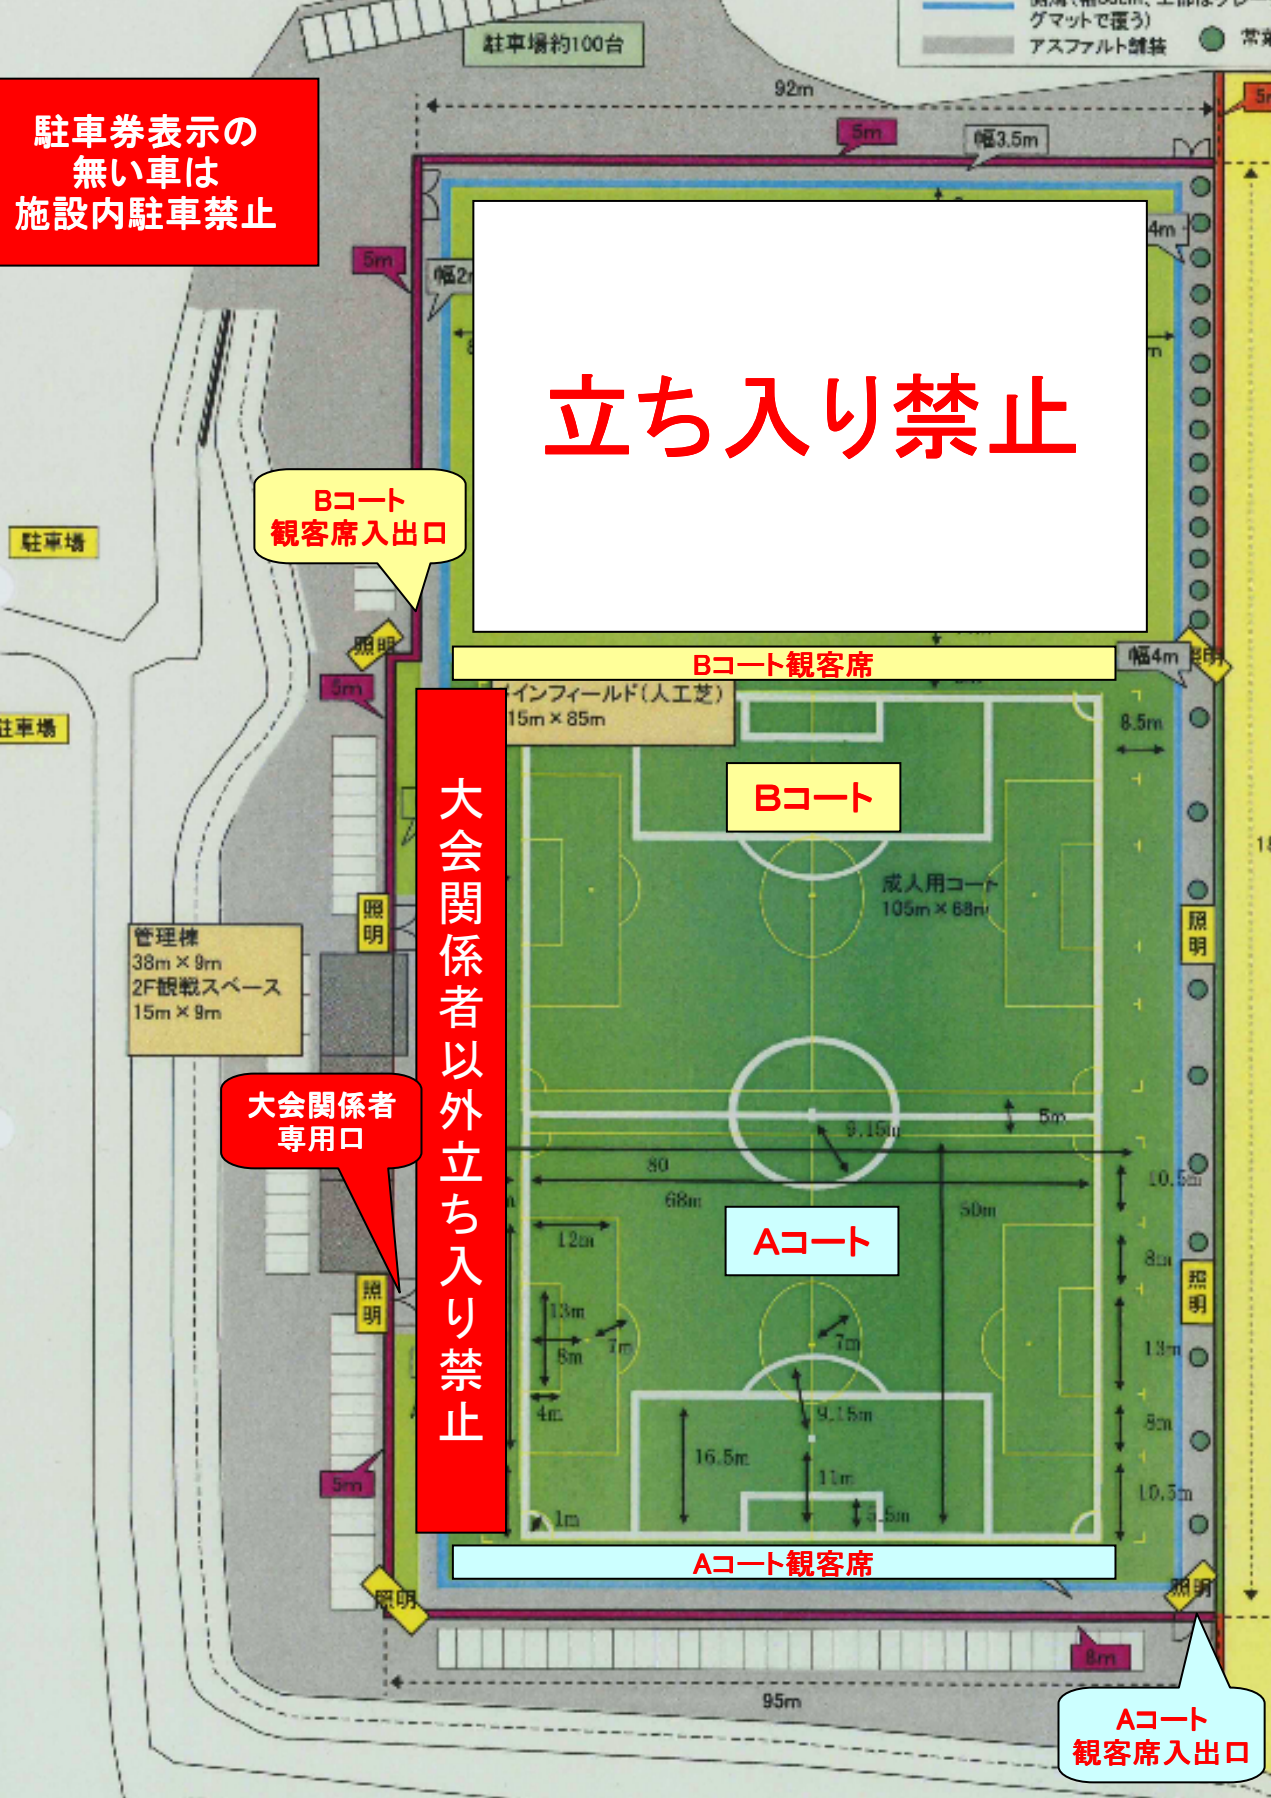 グマットで覆う)
アスファルト舗装
駐車場約100台
92m
5m
幅3.5m
駐車券表示の
無い車は
施設内駐車禁止
5m
4m
立ち入り禁止
Bコート
観客席入出口
駐車場
照明
Bコート観客席
幅4m
照明
5m
インフィールド(人工芝)
15m×85m
8.5m
Bコート
成人用コート
105m×68m
大会関係者以外立ち入り禁止
照明
照明
管理棟
38m×9m
2F観戦スペース
15m×9m
大会関係者
専用口
5m
9.15m
80
68m
50m
10.5m
12m
Aコート
8m
照明
照明
13m
7m
8m
7m
13m
4m
9.15m
8m
16.5m
11m
5m
10.5m
1m
5.5m
Aコート観客席
照明
照明
8m
95m
Aコート
観客席入出口